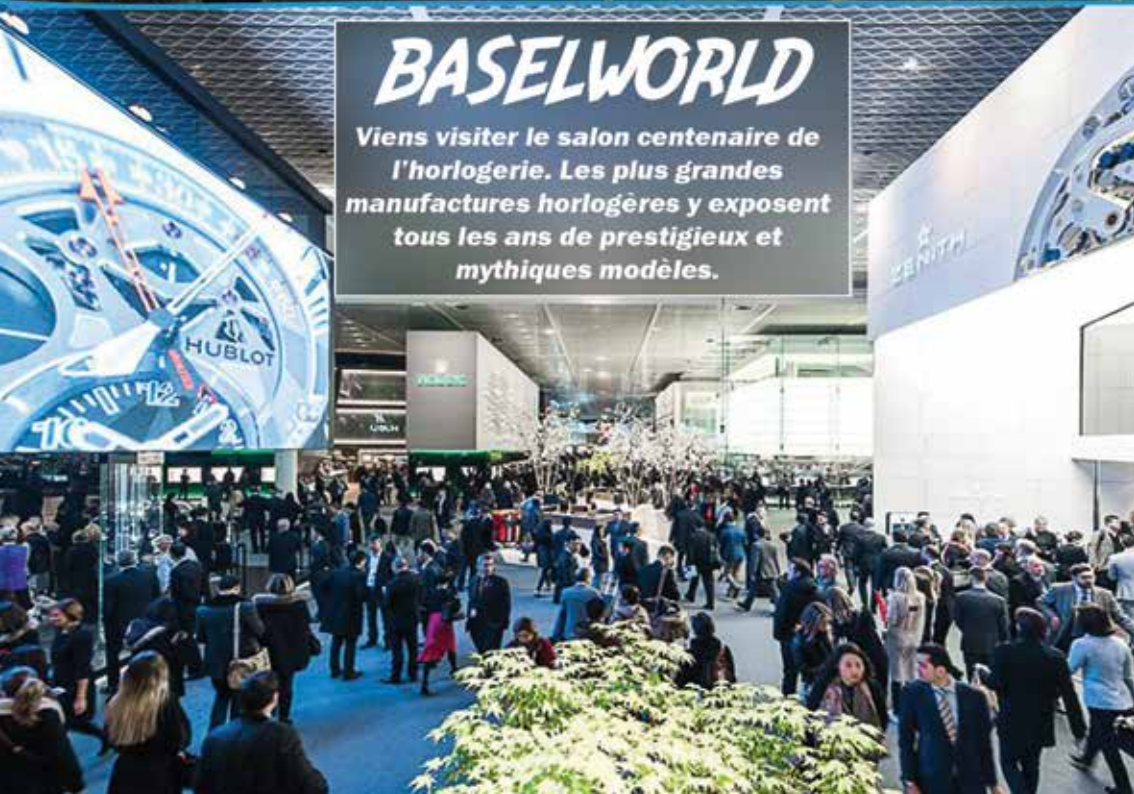 BASELWORLD
Viens visiter le salon centenaire de
l'horlogerie. Les plus grandes
manufactures horlogères y exposent
tous les ans de prestigieux et
mythiques modèles.
HUBLOT
12
ZENITH